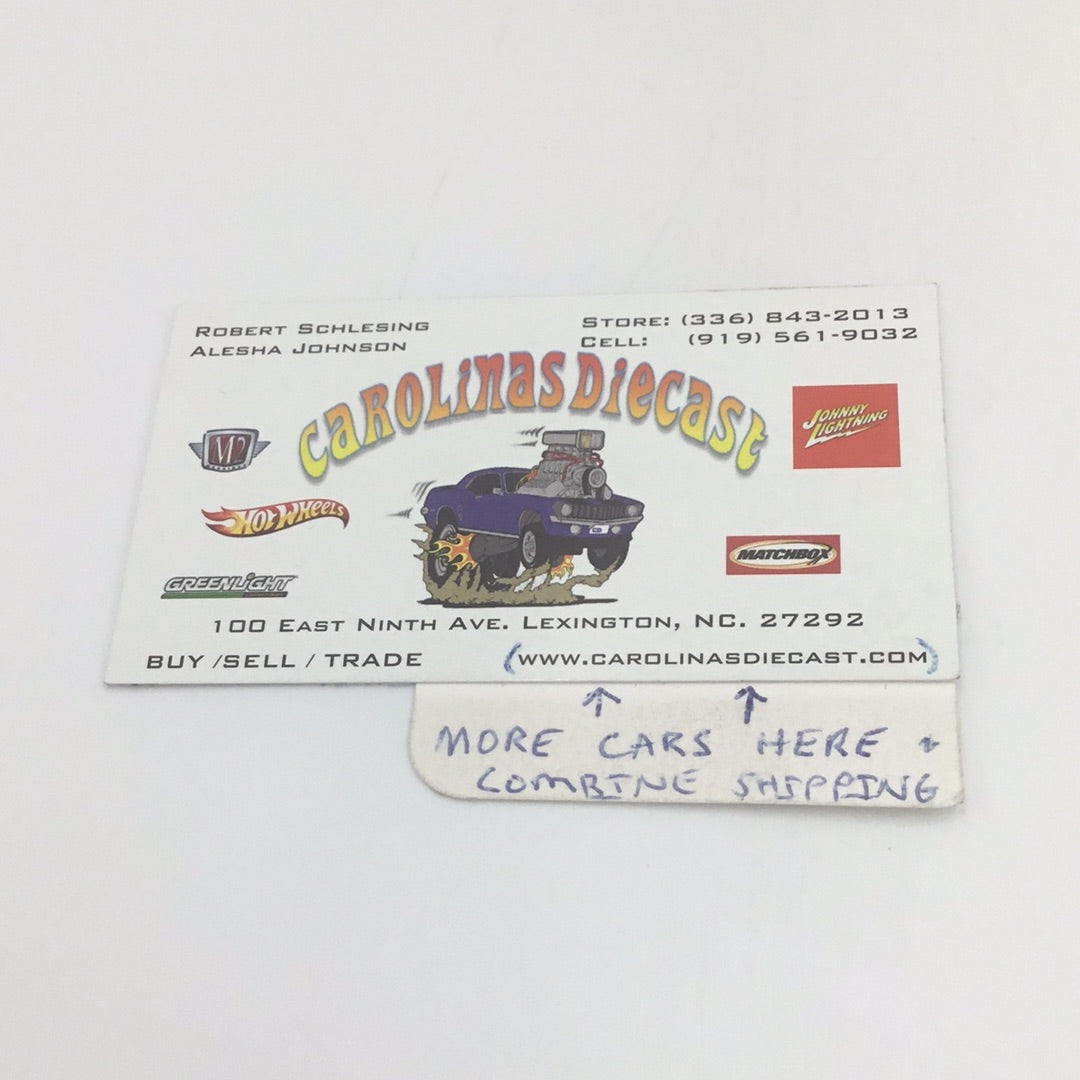 ROBERT SCHLESING
ALESHA JOHNSON
STORE: (336) 843-2013
CELL: (919) 561-9032
CAROLINAS DIECAST
M2
JOHNNY LIGHTNING
HOT WHEELS
MATCHBOX
GREENLIGHT
100 EAST NINTH AVE. LEXINGTON, NC. 27292
BUY /SELL / TRADE
(WWW.CAROLINASDIECAST.COM)
↑ ↑
MORE CARS HERE +
COMBINE SHIPPING